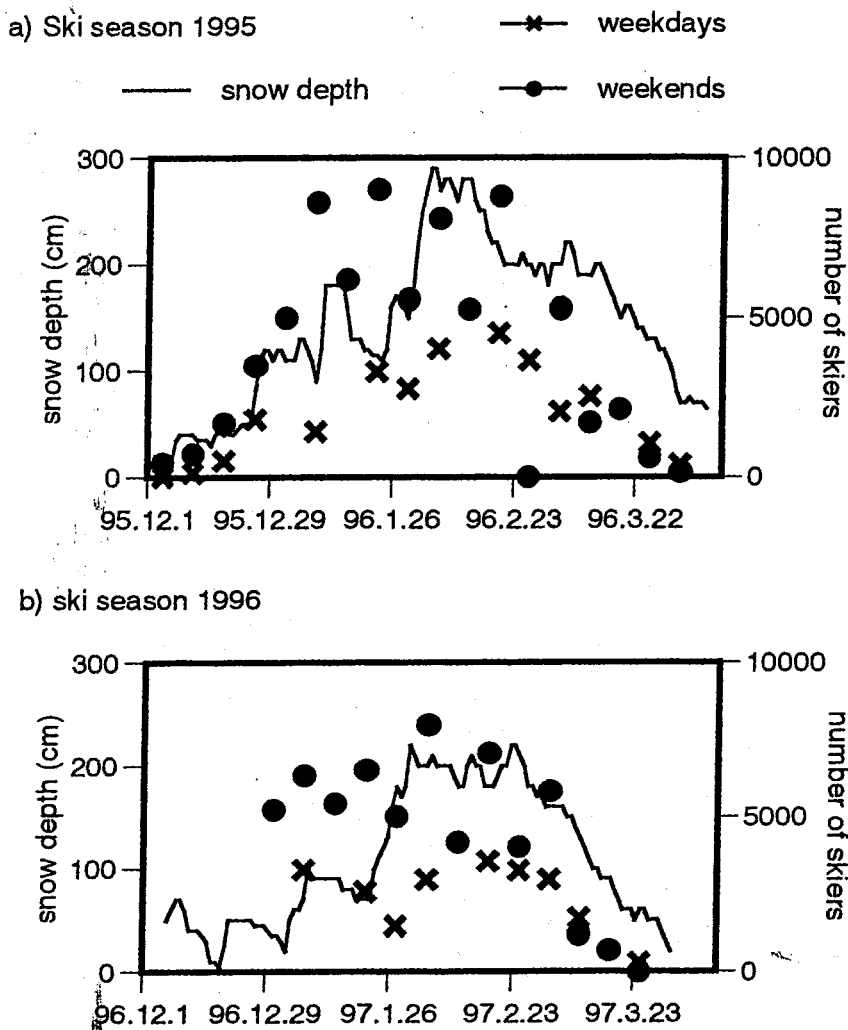 a) Ski season 1995
weekdays
snow depth
weekends
300
200
100
0
snow depth (cm)
10000
5000
0
number of skiers
95.12.1 95.12.29 96.1.26 96.2.23 96.3.22
b) ski season 1996
300
200
100
0
snow depth (cm)
10000
5000
0
number of skiers
96.12.1 96.12.29 97.1.26 97.2.23 97.3.23